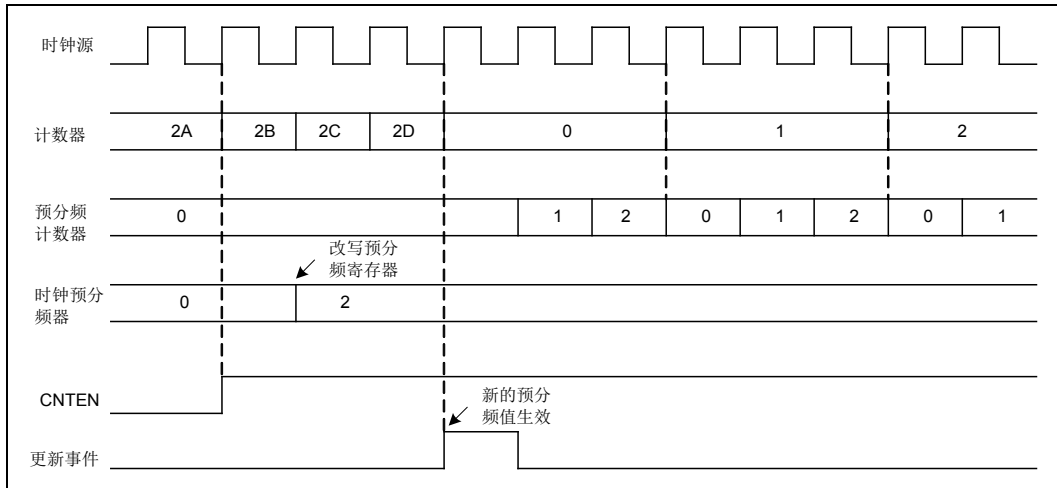 时钟源
计数器
2A 2B 2C 2D 0 1 2
预分频
计数器
0 1 2 0 1 2 0 1
改写预分
频寄存器
时钟预分
频器
0 2
CNTEN
新的预分
频值生效
更新事件